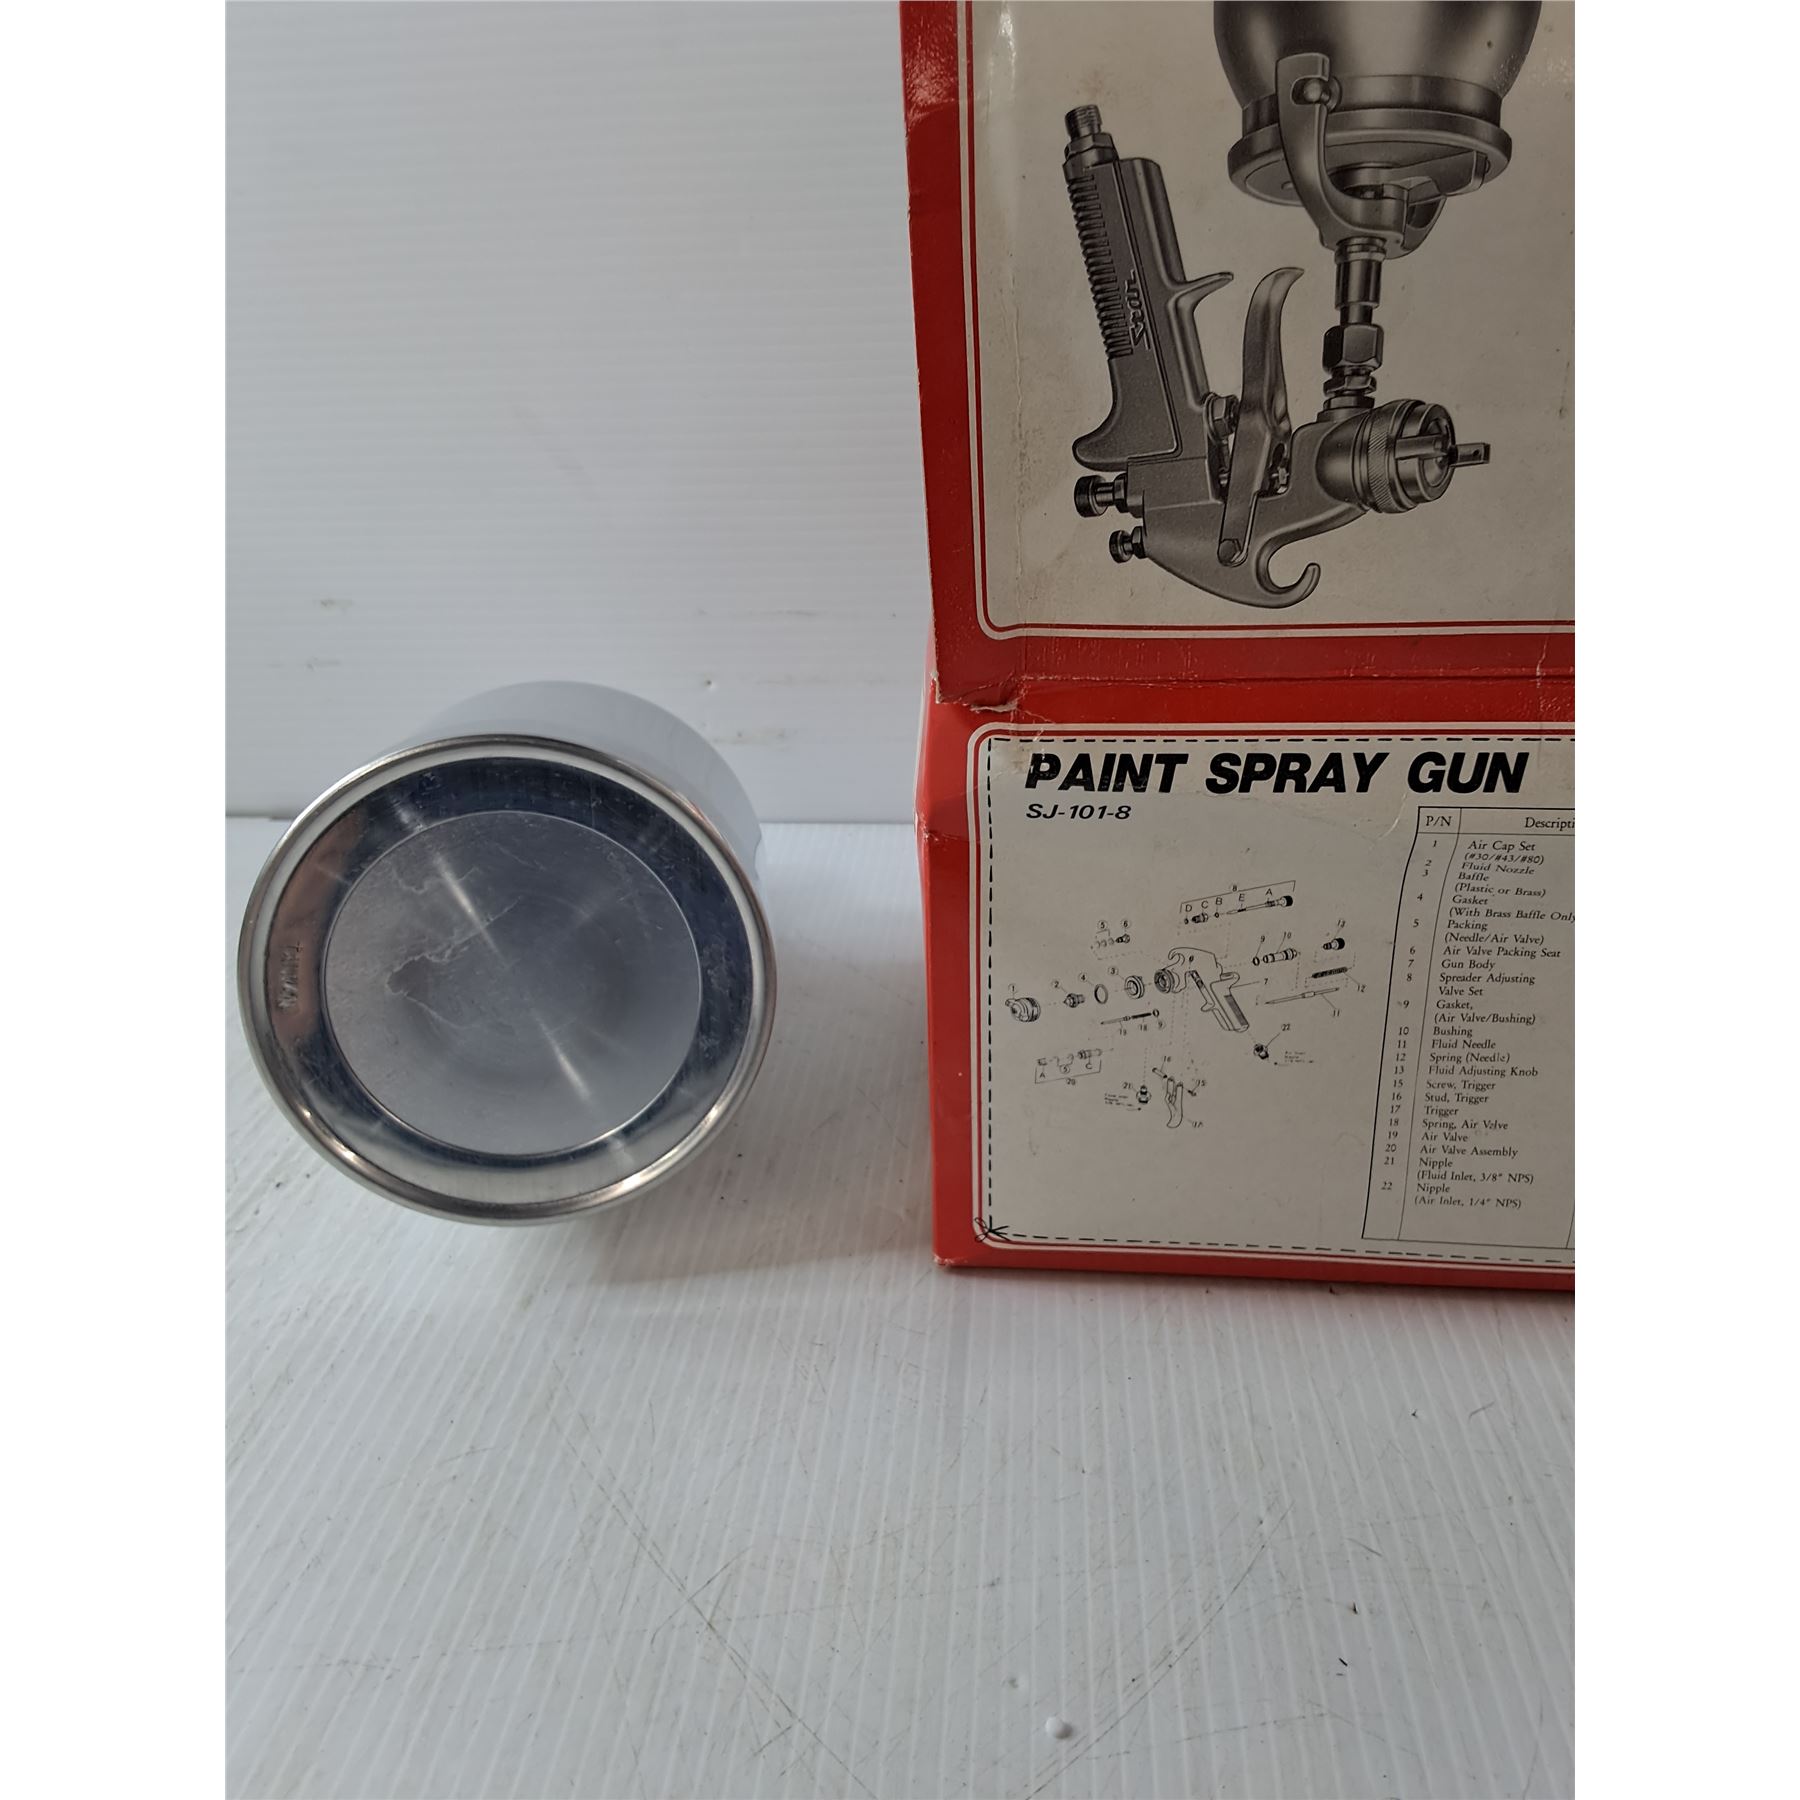 PAINT SPRAY GUN
SJ-101-8
P/N Descripti
1 Air Cap Set
(#30/#43/#80)
2 Fluid Nozzle
3 Baffle
(Plastic or Brass)
4 Gasket
(With Brass Baffle Only
5 Packing
(Needle/Air Valve)
6 Air Valve Packing Seat
7 Gun Body
8 Spreader Adjusting
Valve Set
9 Gasket,
(Air Valve/Bushing)
10 Bushing
11 Fluid Needle
12 Spring (Needle)
13 Fluid Adjusting Knob
15 Screw, Trigger
16 Stud, Trigger
17 Trigger
18 Spring, Air Valve
19 Air Valve
20 Air Valve Assembly
21 Nipple
(Fluid Inlet, 3/8" NPS)
22 Nipple
(Air Inlet, 1/4" NPS)
TAIWAN